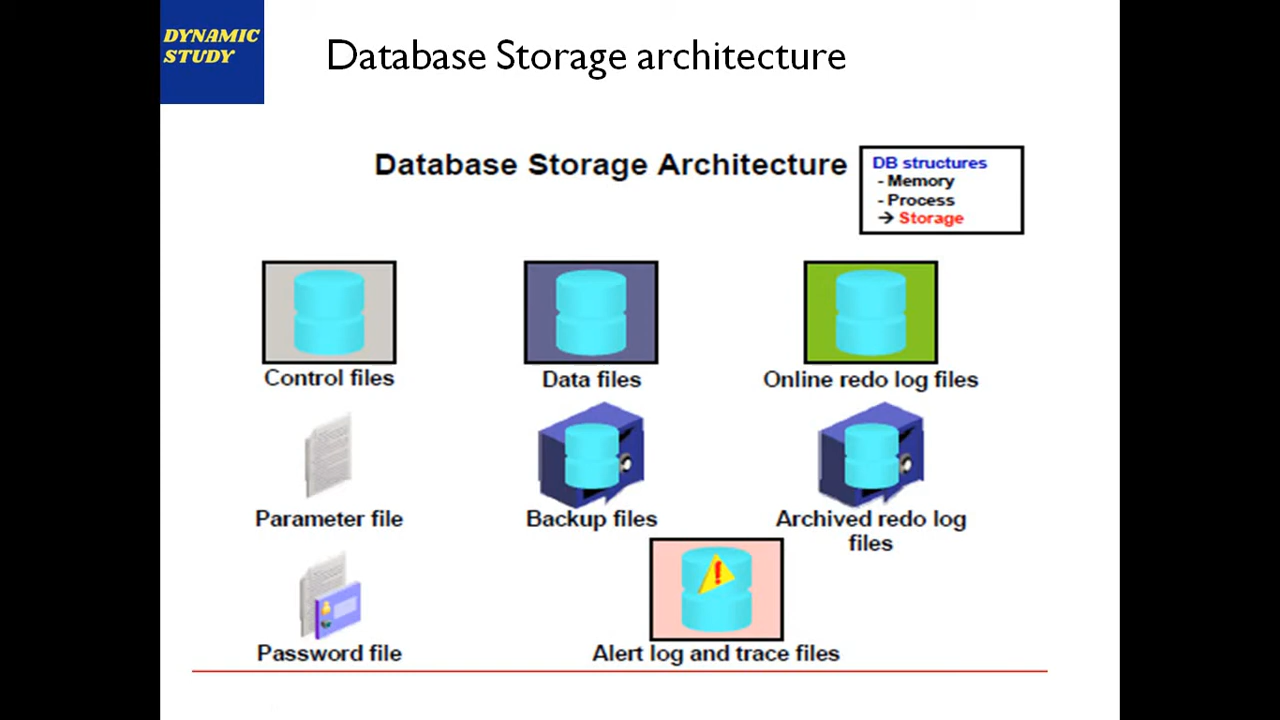 DYNAMIC
STUDY
Database Storage architecture
Database Storage Architecture
DB structures
- Memory
- Process
→ Storage
Control files
Data files
Online redo log files
Parameter file
Backup files
Archived redo log
files
Password file
Alert log and trace files